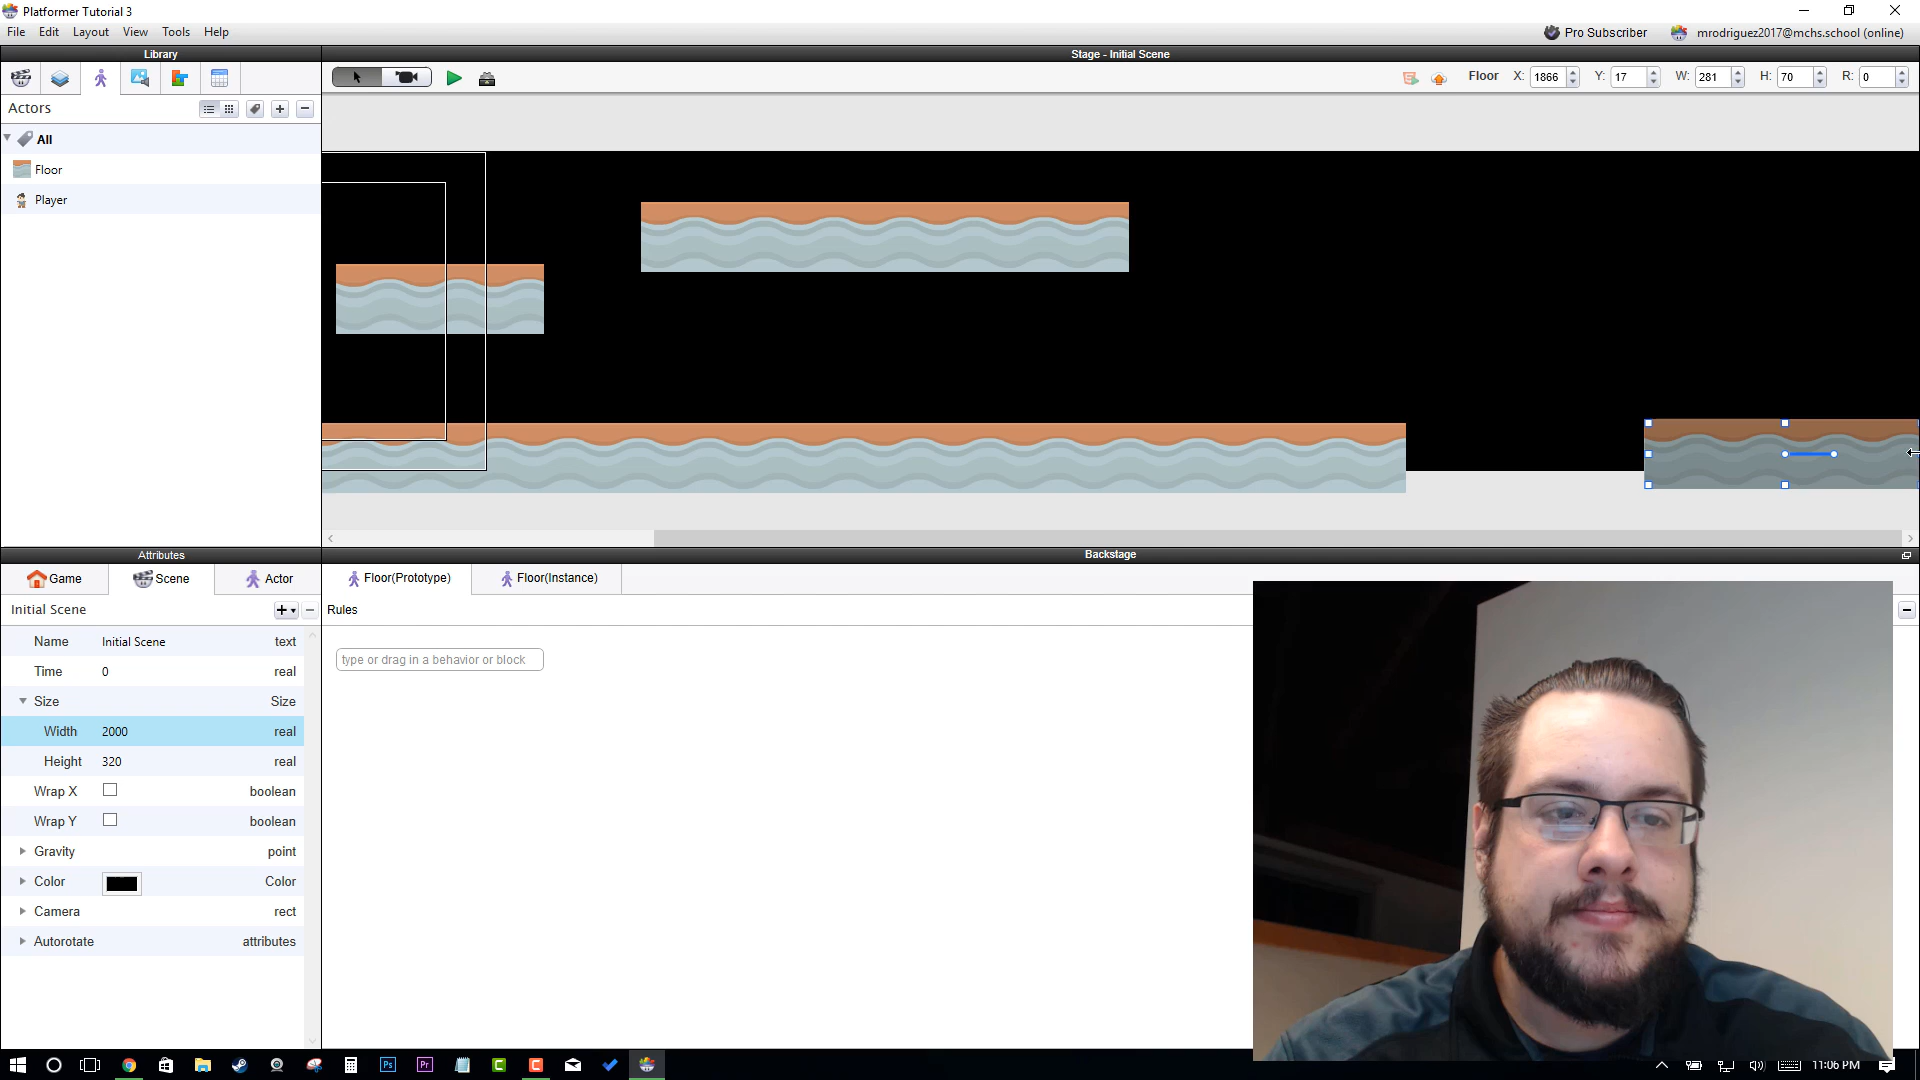 Platformer Tutorial 3
File Edit Layout View Tools Help
Pro Subscriber mrodriguez2017@mchs.school (online)
Library
Stage - Initial Scene
Floor X: 1866 Y: 17 W: 281 H: 70 R: 0
Actors
All
Floor
Player
Attributes
Backstage
Game Scene Actor
Floor(Prototype) Floor(Instance)
Initial Scene
Rules
Name Initial Scene text
type or drag in a behavior or block
Time 0 real
Size Size
Width 2000 real
Height 320 real
Wrap X boolean
Wrap Y boolean
Gravity point
Color Color
Camera rect
Autorotate attributes
Ps Pr C C
11:06 PM